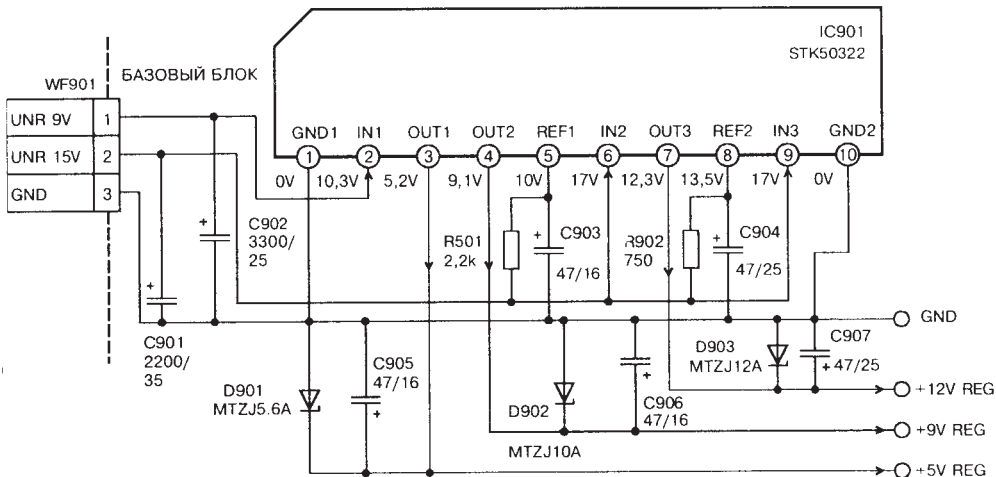 IC901
STK50322
БАЗОВЫЙ БЛОК
WF901
UNR 9V 1
UNR 15V 2
GND 3
GND1 IN1 OUT1 OUT2 REF1 IN2 OUT3 REF2 IN3 GND2
1 2 3 4 5 6 7 8 9 10
0V 10,3V 5,2V 9,1V 10V 17V 12,3V 13,5V 17V 0V
+ C902
3300/
25
R501
2,2k
+ C903
47/16
R902
750
+ C904
47/25
+ C901
2200/
35
GND
C905
47/16
+
D901
MTZJ5.6A
D902
MTZJ10A
C906
47/16
+
D903
MTZJ12A
C907
47/25
+
+12V REG
+9V REG
+5V REG